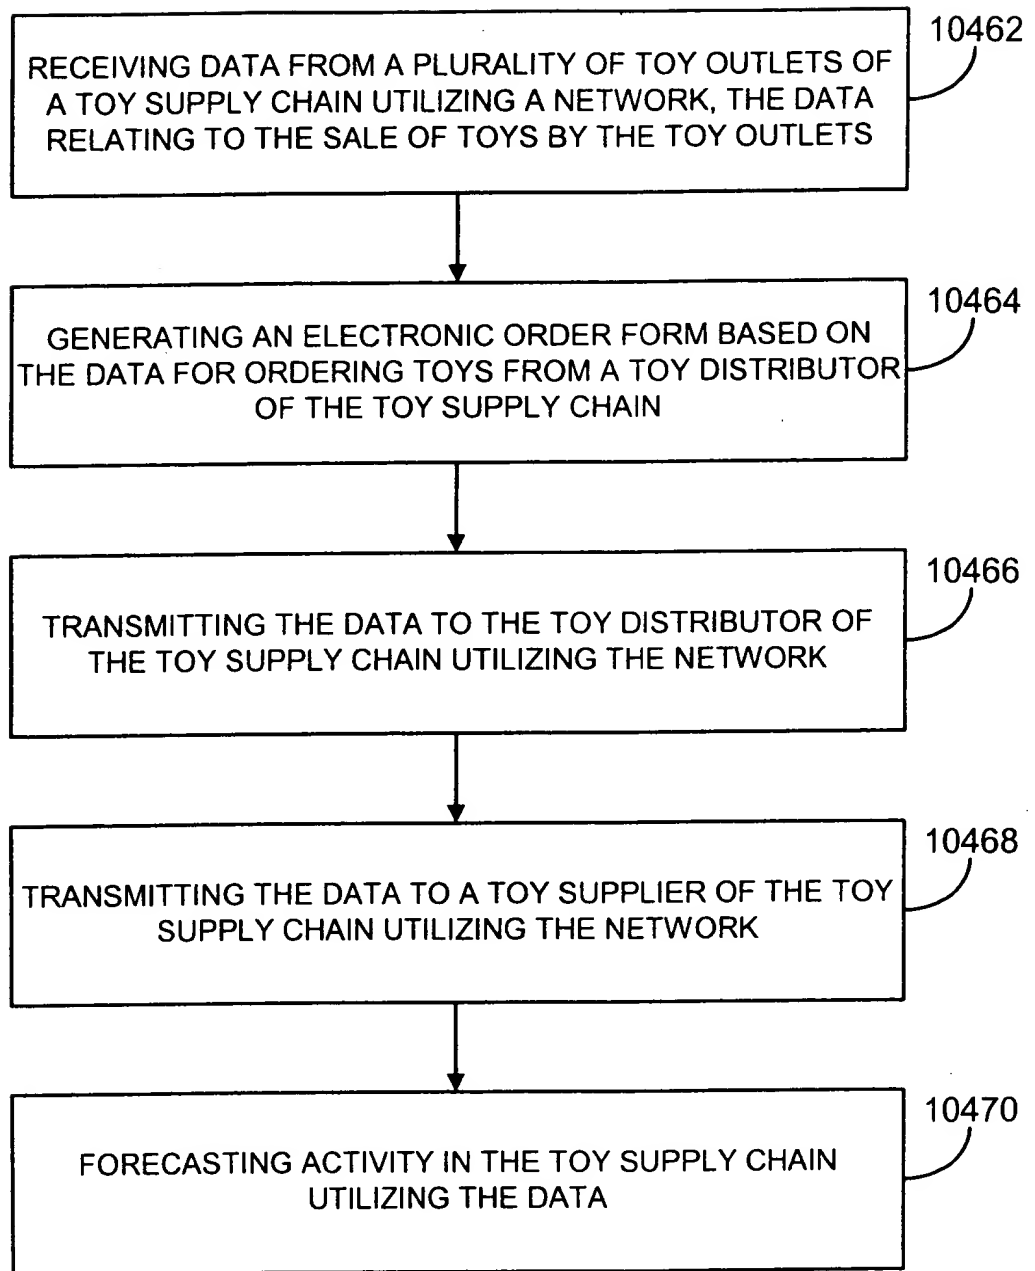 10462
RECEIVING DATA FROM A PLURALITY OF TOY OUTLETS OF
A TOY SUPPLY CHAIN UTILIZING A NETWORK, THE DATA
RELATING TO THE SALE OF TOYS BY THE TOY OUTLETS
10464
GENERATING AN ELECTRONIC ORDER FORM BASED ON
THE DATA FOR ORDERING TOYS FROM A TOY DISTRIBUTOR
OF THE TOY SUPPLY CHAIN
10466
TRANSMITTING THE DATA TO THE TOY DISTRIBUTOR OF
THE TOY SUPPLY CHAIN UTILIZING THE NETWORK
10468
TRANSMITTING THE DATA TO A TOY SUPPLIER OF THE TOY
SUPPLY CHAIN UTILIZING THE NETWORK
10470
FORECASTING ACTIVITY IN THE TOY SUPPLY CHAIN
UTILIZING THE DATA